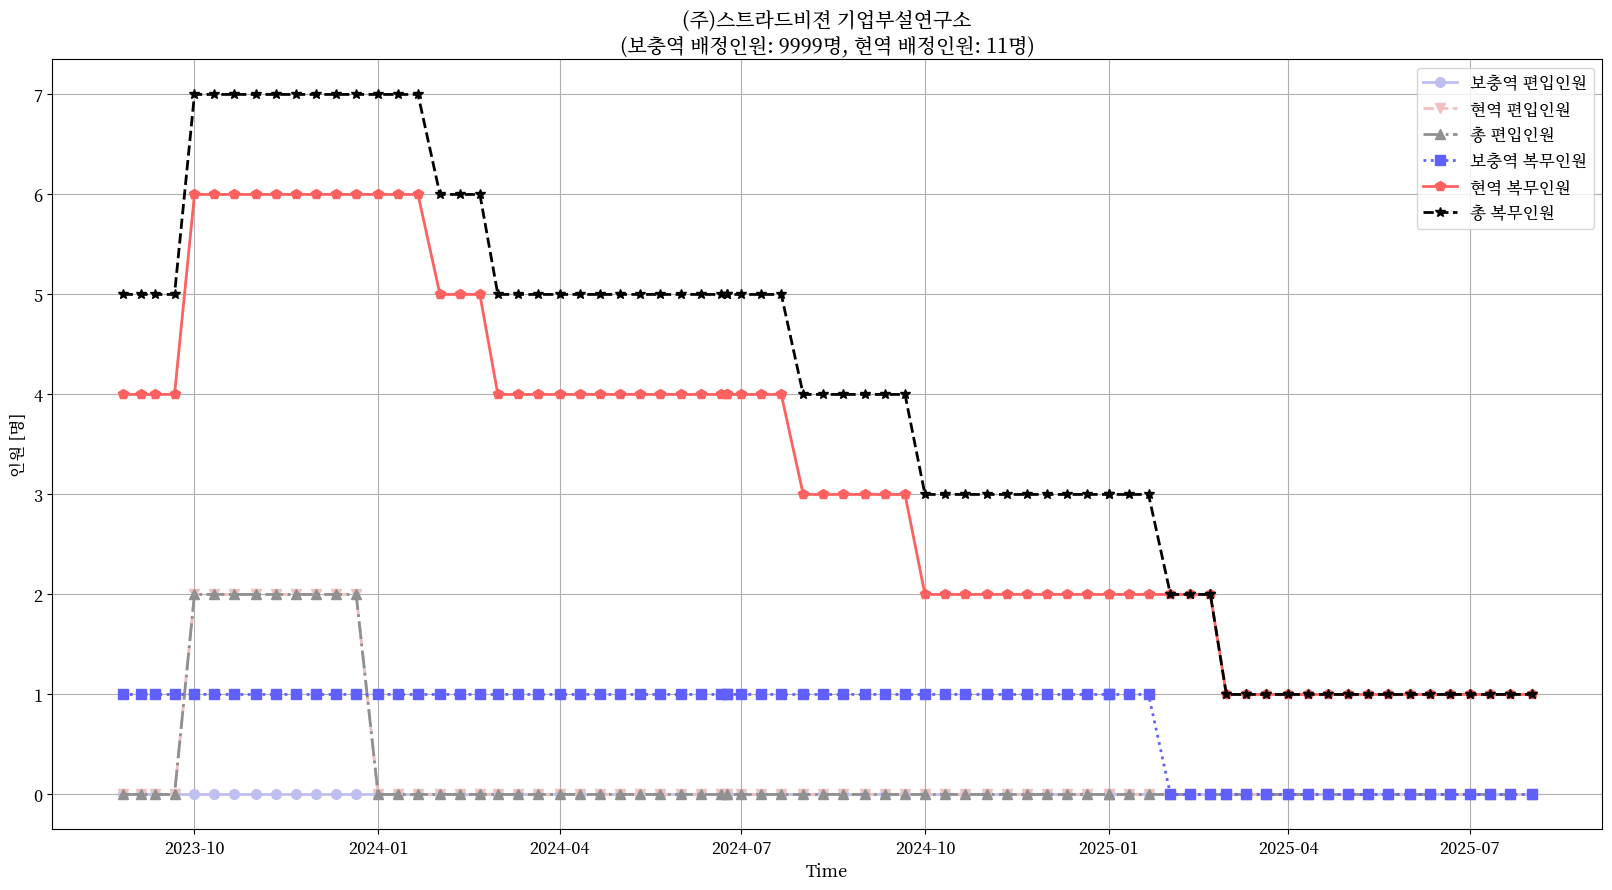 (주)스트라드비젼 기업부설연구소
(보충역 배정인원: 9999명, 현역 배정인원: 11명)
보충역 편입인원
현역 편입인원
총 편입인원
보충역 복무인원
현역 복무인원
총 복무인원
인원 [명]
7
6
5
4
3
2
1
0
2023-10
2024-01
2024-04
2024-07
2024-10
2025-01
2025-04
2025-07
Time